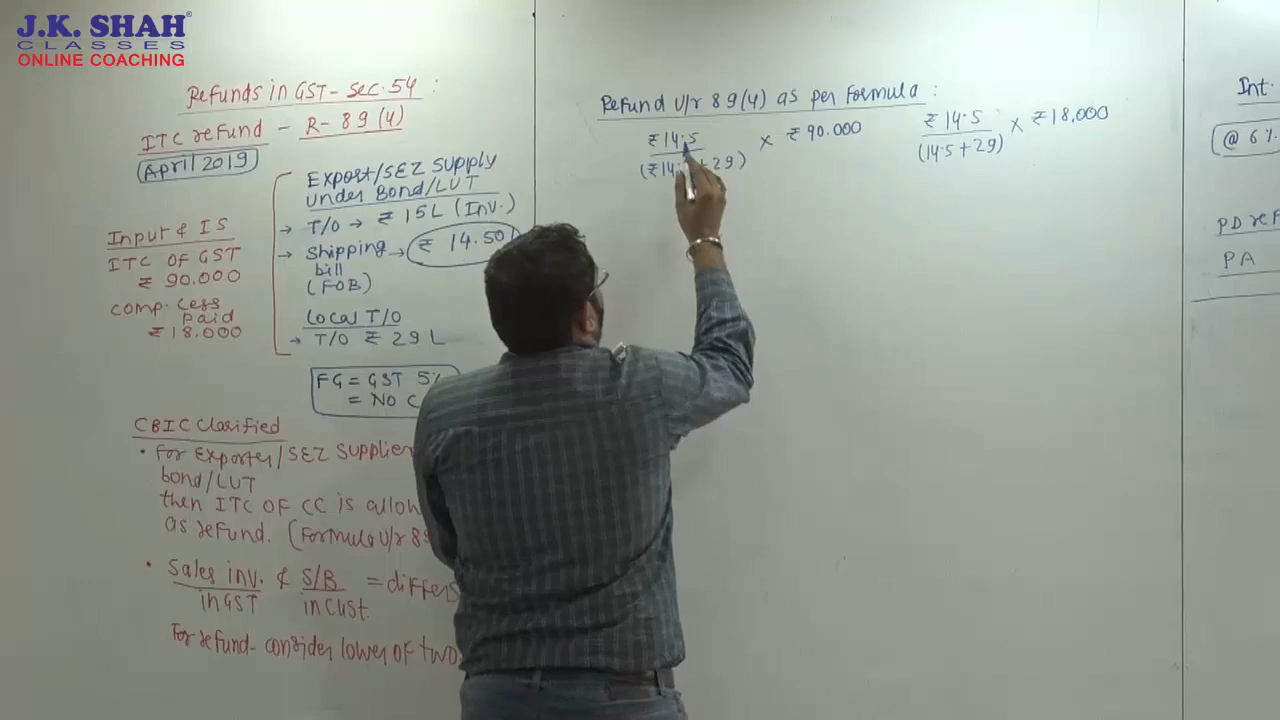 J.K. SHAH®
CLASSES
ONLINE COACHING
Refunds in GST - Sec. 54 :
ITC refund - R- 89 (4)
April 2019
Input & IS
ITC OF GST
₹ 90.000
comp. Cess
Paid
₹ 18.000
Export/SEZ Supply
under Bond/LUT
→ T/O → ₹ 15L (Inv.)
→ Shipping → ₹ 14.50
bill
(FOB)
Local T/O
→ T/O ₹ 29 L
FG = GST 5%
= NO C
CBIC Clarified
• For Exporter/SEZ Supplier
bond/LUT
then ITC OF CC is allow
as refund. (Formula U/r 89
• Sales inv. & S/B = differs
in GST in Cust.
For refund - consider lower of two.
Refund U/r 89(4) as per Formula :
₹ 14.5 × ₹ 90.000
(₹ 14. + 29)
₹ 14.5 × ₹ 18,000
(14.5 + 29)
Int.
@ 6%
PD ref
PA